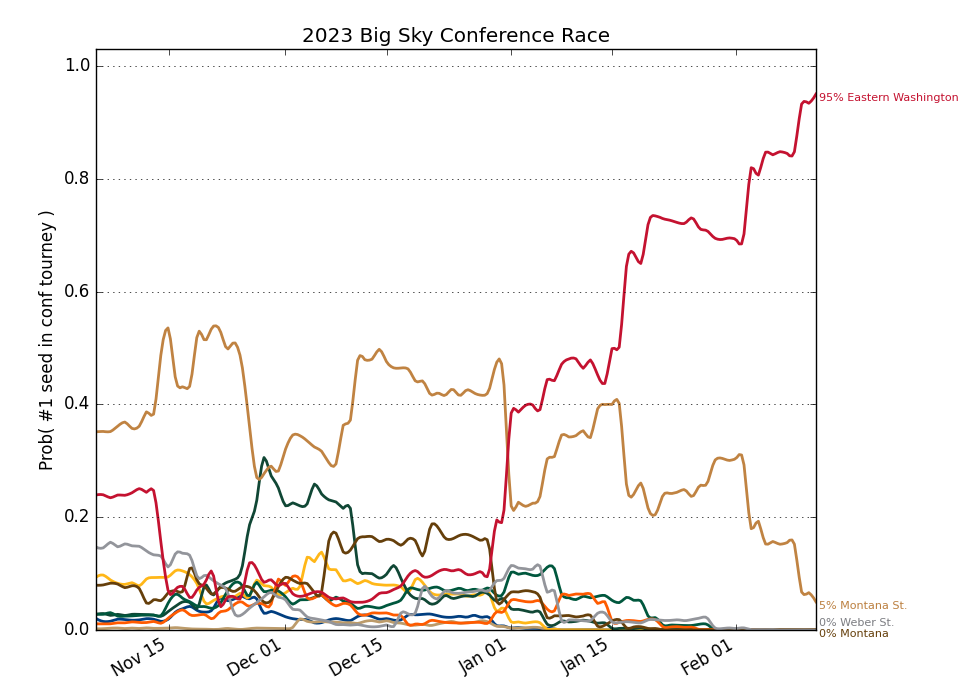 2023 Big Sky Conference Race
Prob( #1 seed in conf tourney )
1.0
0.8
0.6
0.4
0.2
0.0
Nov 15
Dec 01
Dec 15
Jan 01
Jan 15
Feb 01
95% Eastern Washington
5% Montana St.
0% Weber St.
0% Montana